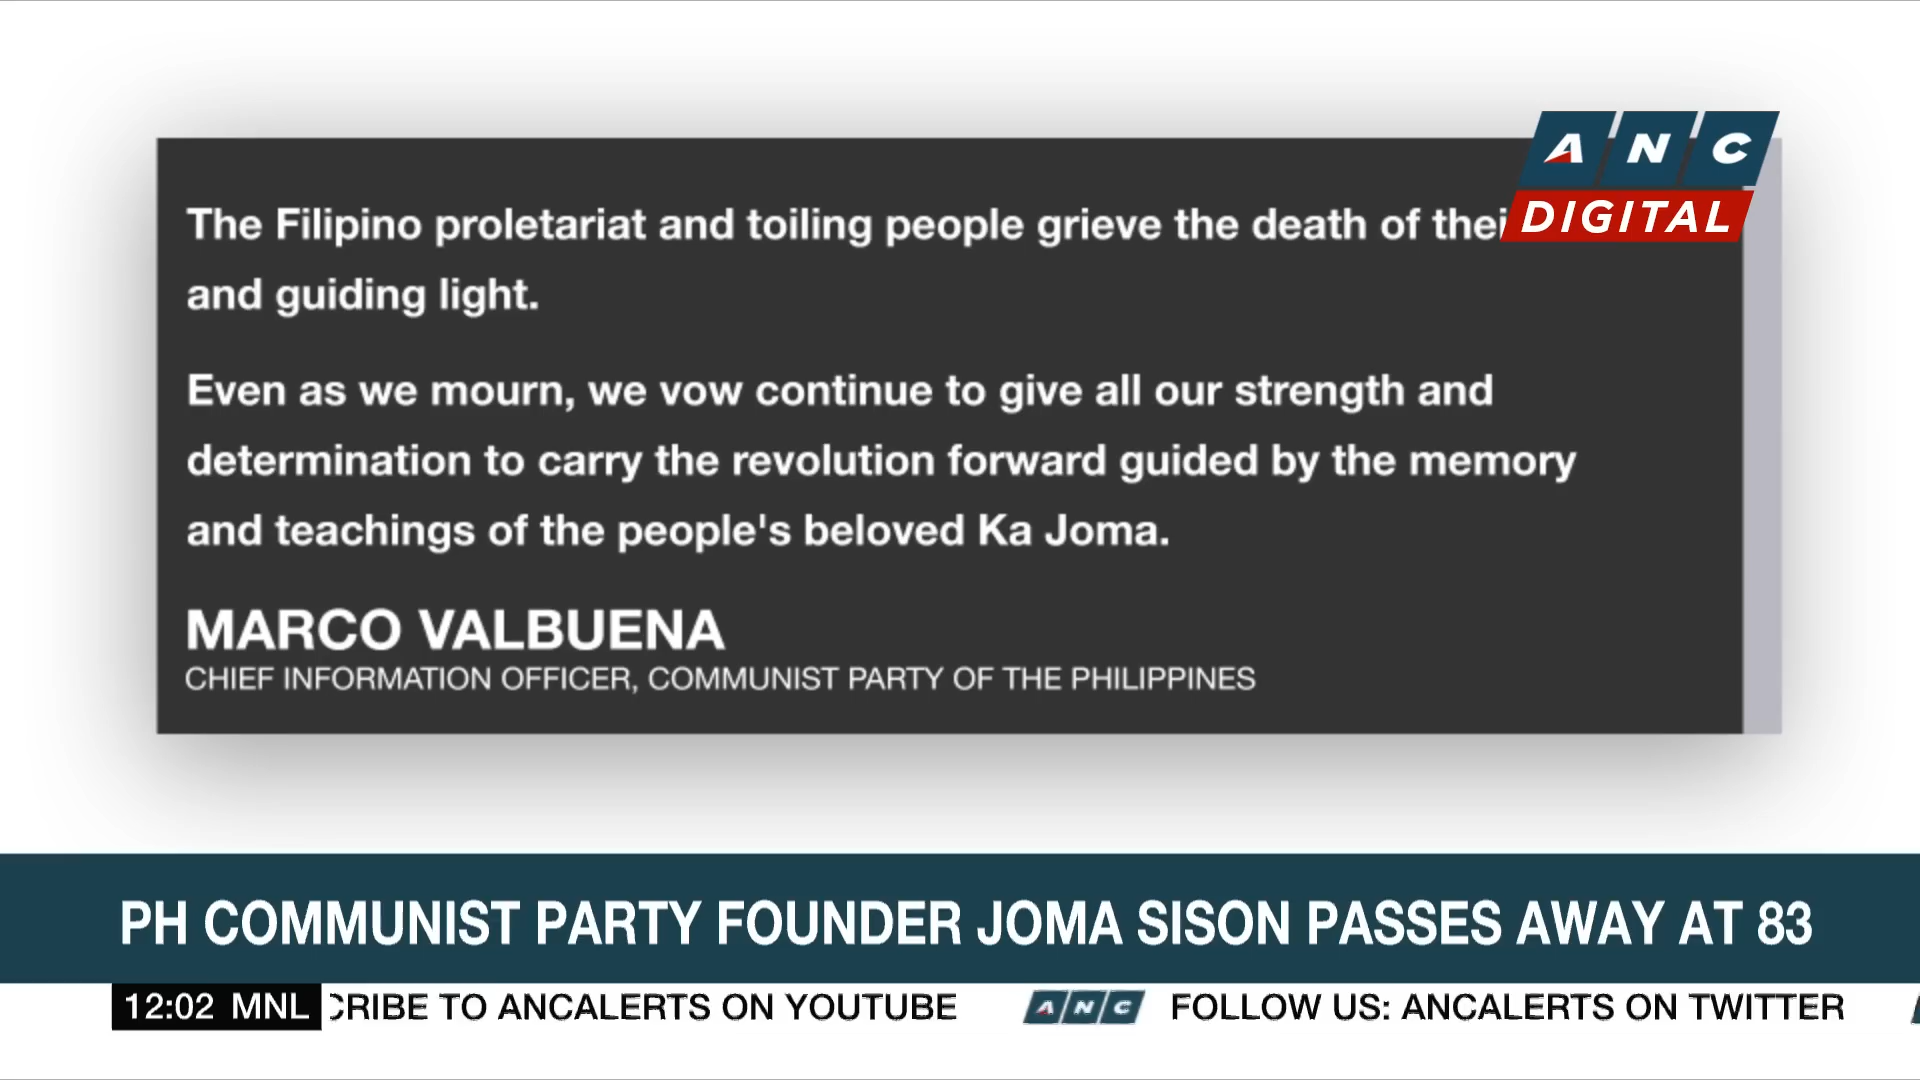 ANC
DIGITAL
The Filipino proletariat and toiling people grieve the death of
and guiding light.
Even as we mourn, we vow continue to give all our strength and
determination to carry the revolution forward guided by the memory
and teachings of the people's beloved Ka Joma.
MARCO VALBUENA
CHIEF INFORMATION OFFICER, COMMUNIST PARTY OF THE PHILIPPINES
PH COMMUNIST PARTY FOUNDER JOMA SISON PASSES AWAY AT 83
12:02 MNL CRIBE TO ANCALERTS ON YOUTUBE ANC FOLLOW US: ANCALERTS ON TWITTER